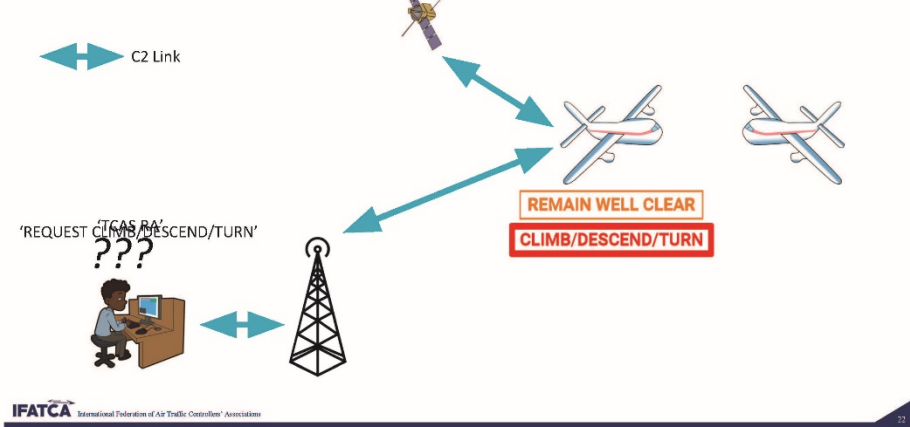 C2 Link
REMAIN WELL CLEAR
CLIMB/DESCEND/TURN
'TCAS RA'
'REQUEST CLIMB/DESCEND/TURN'
???
IFATCA International Federation of Air Traffic Controllers' Associations
22